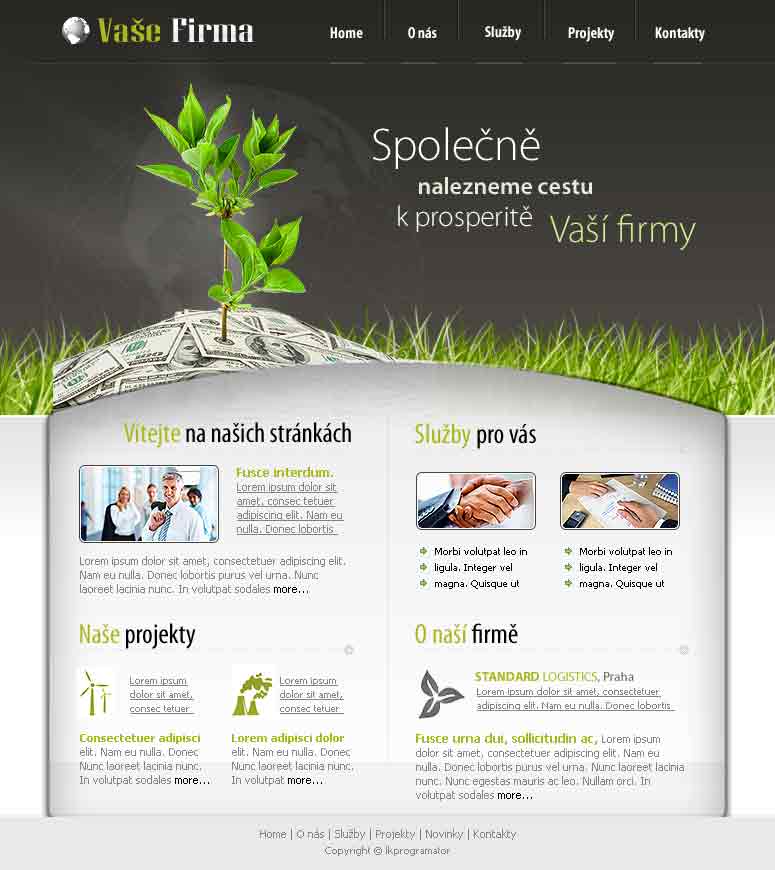 Vaše Firma
Home
O nás
Služby
Projekty
Kontakty
Společně
nalezneme cestu
k prosperitě
Vaší firmy
Vítejte na našich stránkách
Fusce interdum.
Lorem ipsum dolor sit
amet, consec tetuer
adipiscing elit. Nam eu
nulla. Donec lobortis
Lorem ipsum dolor sit amet, consectetuer adipiscing elit.
Nam eu nulla. Donec lobortis purus vel urna. Nunc
laoreet lacinia nunc. In volutpat sodales more...
Služby pro vás
Morbi volutpat leo in
ligula. Integer vel
magna. Quisque ut
Morbi volutpat leo in
ligula. Integer vel
magna. Quisque ut
Naše projekty
Lorem ipsum
dolor sit amet,
consec tetuer
Consectetuer adipisci
elit. Nam eu nulla. Donec
Nunc laoreet lacinia nunc.
In volutpat sodales more...
Lorem ipsum
dolor sit amet,
consec tetuer
Lorem adipisci dolor
elit. Nam eu nulla. Donec
Nunc laoreet lacinia nunc.
In volutpat more...
O naší firmě
STANDARD LOGISTICS, Praha
Lorem ipsum dolor sit amet, consectetuer
adipiscing elit. Nam eu nulla. Donec lobortis
Fusce urna dui, sollicitudin ac, Lorem ipsum
dolor sit amet, consectetuer adipiscing elit. Nam eu
nulla. Donec lobortis purus vel urna. Nunc laoreet lacinia
nunc. Nunc egestas mauris ac leo. Nullam orci. In
volutpat sodales more...
Home | O nás | Služby | Projekty | Novinky | Kontakty
Copyright © lkprogramator